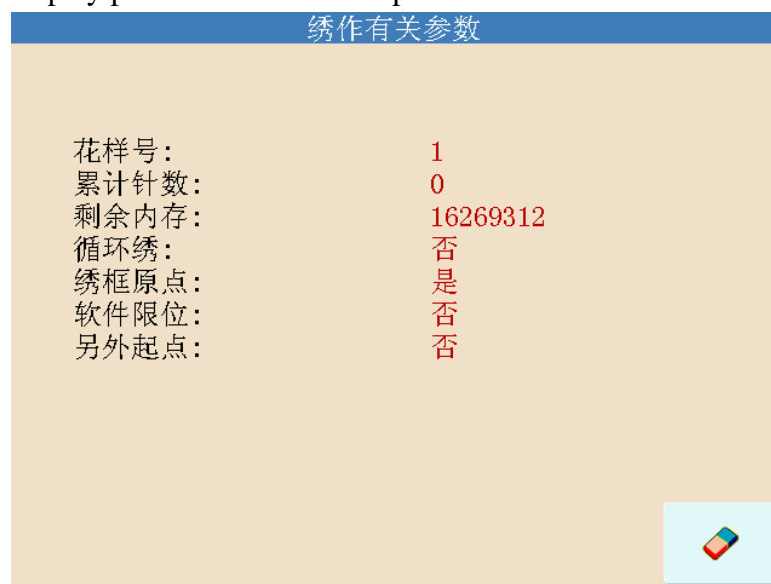 绣作有关参数
花样号: 1
累计针数: 0
剩余内存: 16269312
循环绣: 否
绣框原点: 是
软件限位: 否
另外起点: 否